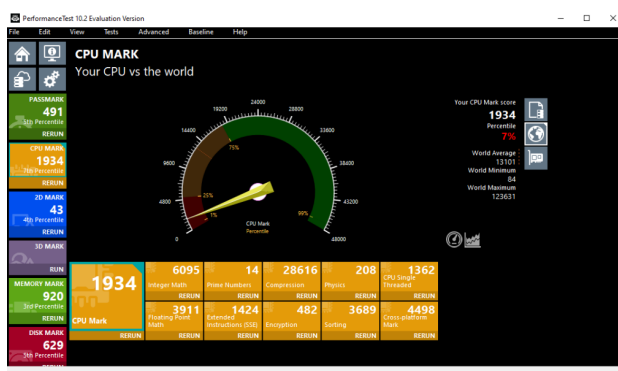 PerformanceTest 10.2 Evaluation Version
File Edit View Tests Advanced Baseline Help
CPU MARK
Your CPU vs the world
PASSMARK
491
5th Percentile
RERUN
CPU MARK
1934
7th Percentile
RERUN
2D MARK
43
4th Percentile
RERUN
3D MARK
RUN
MEMORY MARK
920
3rd Percentile
RERUN
DISK MARK
629
5th Percentile
RERUN
0
4800
9600
14400
19200
24000
28800
33600
38400
43200
48000
1%
25%
75%
99%
CPU Mark
Percentile
Your CPU Mark score
1934
Percentile
7%
World Average
13101
World Minimum
84
World Maximum
123631
1934
CPU Mark
RERUN
6095
Integer Math
RERUN
14
Prime Numbers
RERUN
28616
Compression
RERUN
208
Physics
RERUN
1362
CPU Single
Threaded
RERUN
3911
Floating Point
Math
RERUN
1424
Extended
Instructions (SSE)
RERUN
482
Encryption
RERUN
3689
Sorting
RERUN
4498
Cross-platform
Mark
RERUN